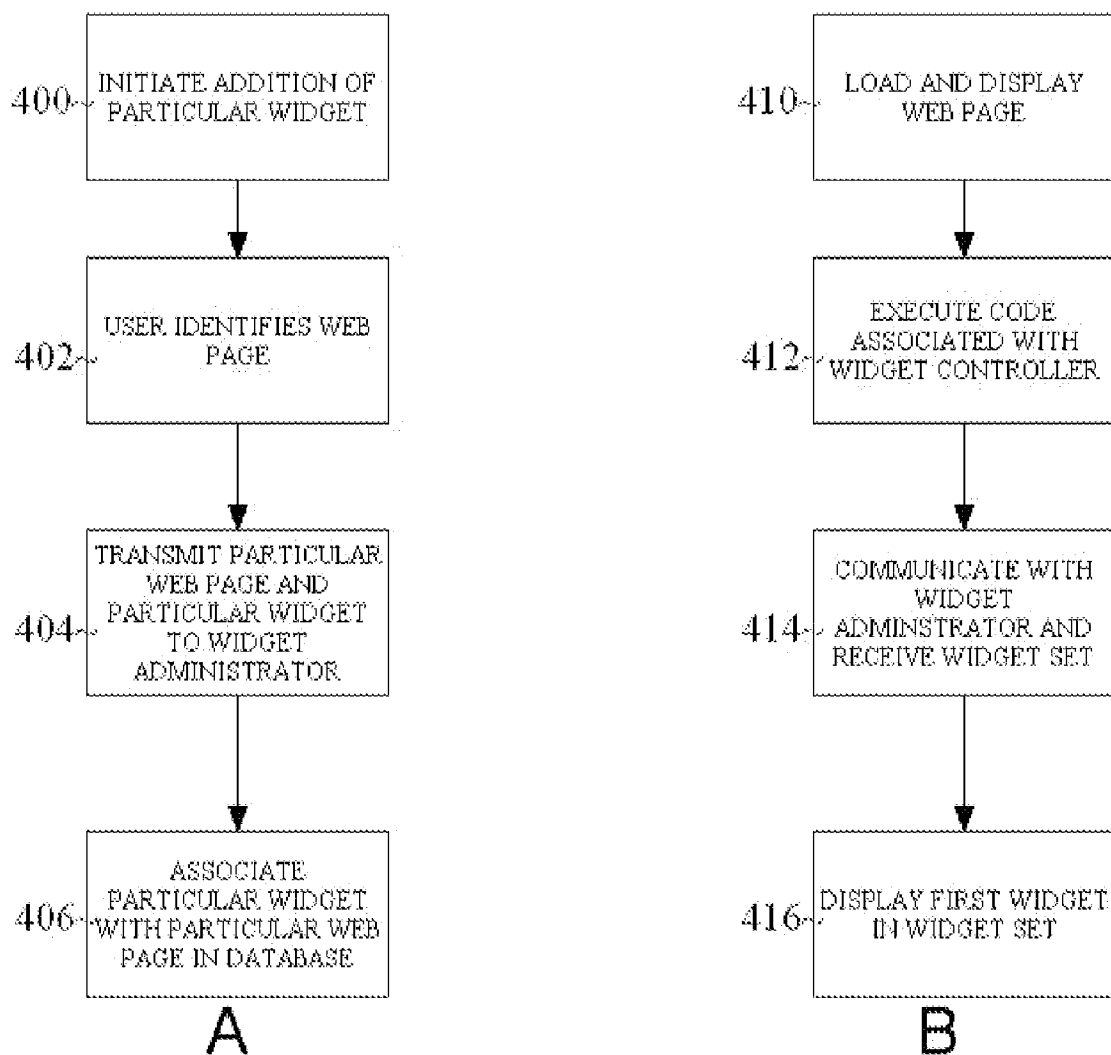 400
INITIATE ADDITION OF
PARTICULAR WIDGET
402
USER IDENTIFIES WEB
PAGE
404
TRANSMIT PARTICULAR
WEB PAGE AND
PARTICULAR WIDGET
TO WIDGET
ADMINISTRATOR
406
ASSOCIATE
PARTICULAR WIDGET
WITH PARTICULAR WEB
PAGE IN DATABASE
A
410
LOAD AND DISPLAY
WEB PAGE
412
EXECUTE CODE
ASSOCIATED WITH
WIDGET CONTROLLER
414
COMMUNICATE WITH
WIDGET
ADMINSTRATOR AND
RECEIVE WIDGET SET
416
DISPLAY FIRST WIDGET
IN WIDGET SET
B